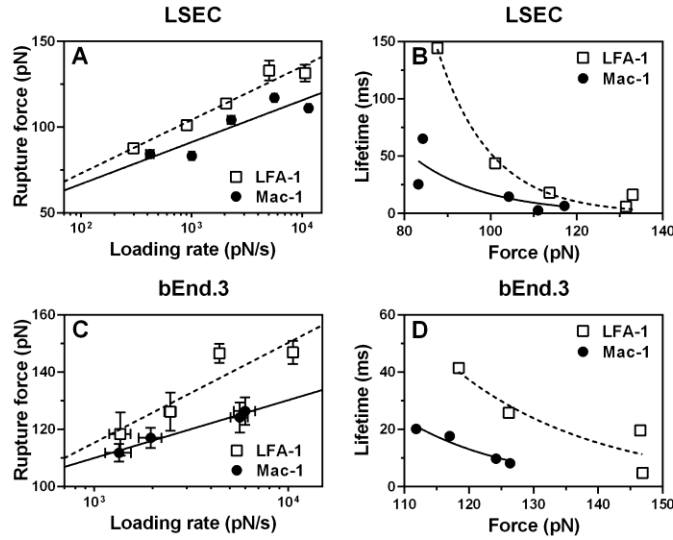 LSEC
LSEC
A
LFA-1
Mac-1
Rupture force (pN)
150
100
50
10²
10³
10⁴
Loading rate (pN/s)
B
LFA-1
Mac-1
Lifetime (ms)
150
100
50
0
80
100
120
140
Force (pN)
bEnd.3
bEnd.3
C
LFA-1
Mac-1
Rupture force (pN)
160
140
120
100
10³
10⁴
Loading rate (pN/s)
D
LFA-1
Mac-1
Lifetime (ms)
60
40
20
0
110
120
130
140
150
Force (pN)